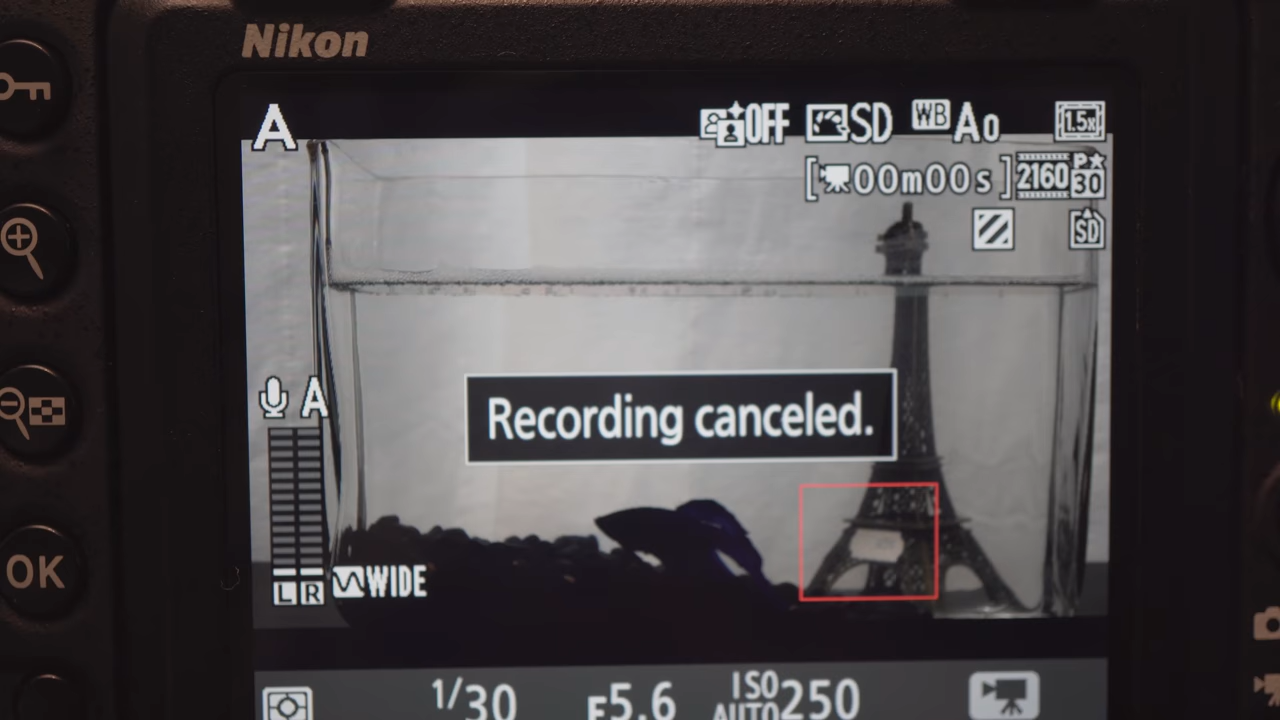 Nikon
A
OFF SD WB A0 1.5x
[00m00s] 2160 P★ 30
SD
Recording canceled.
A
L R WIDE
OK
1/30 F5.6 ISO AUTO 250